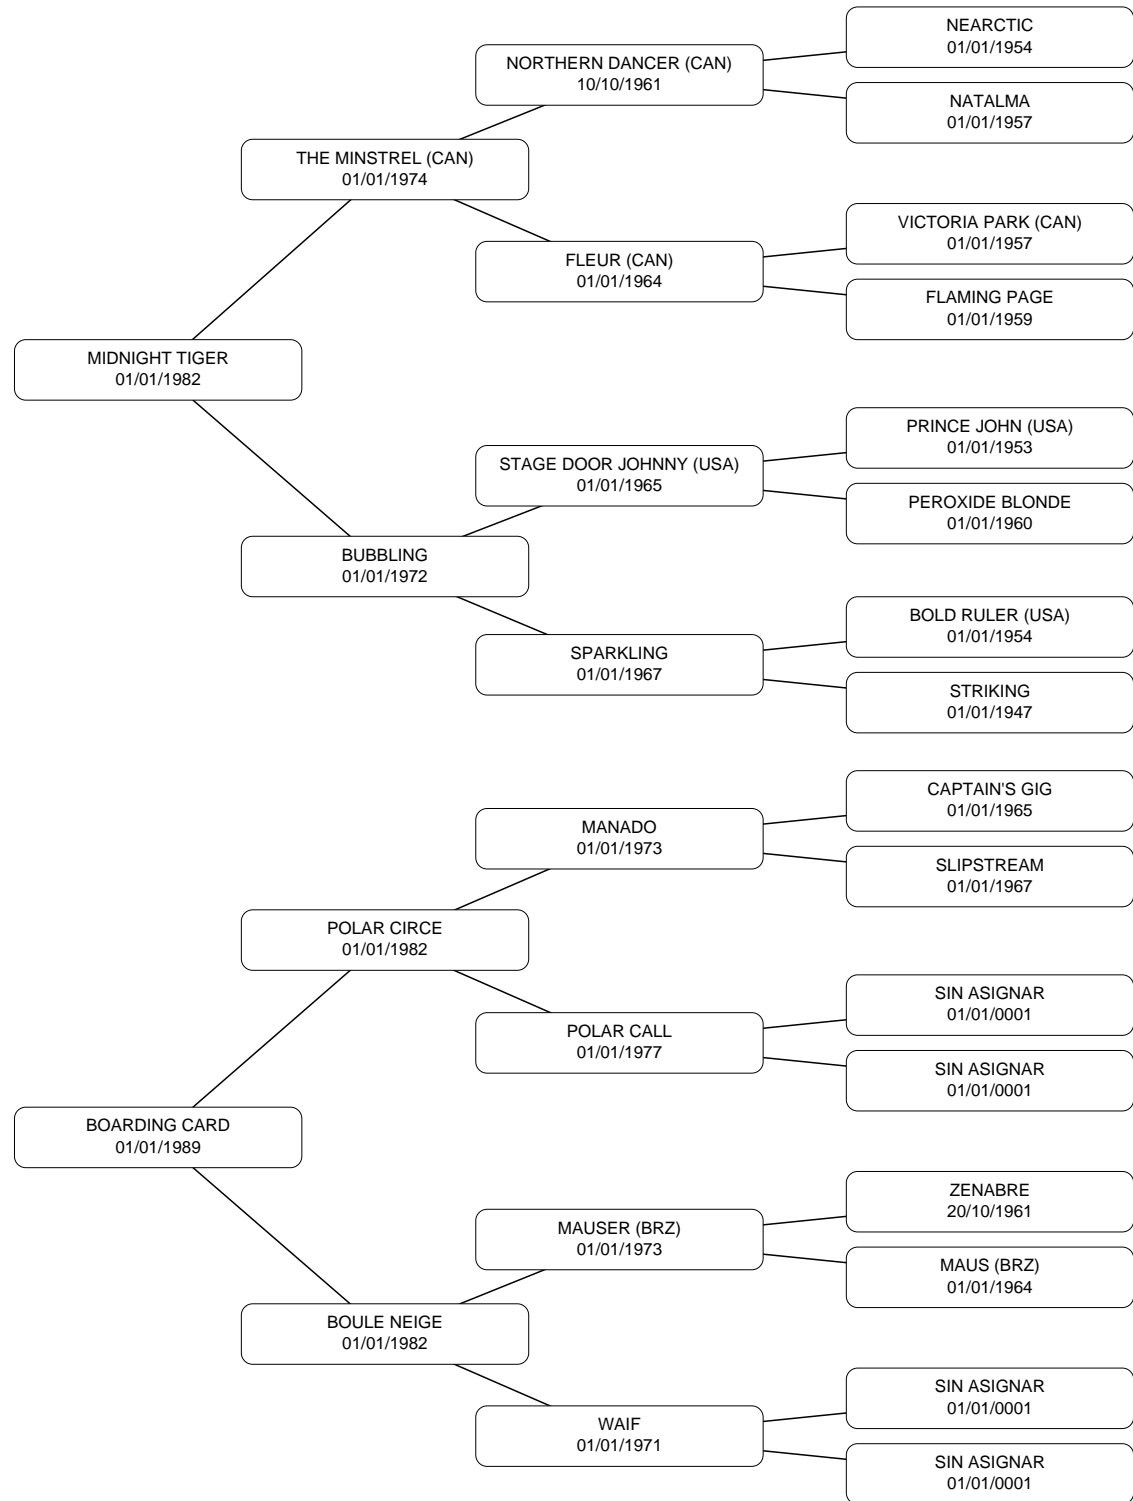 NEARCTIC
01/01/1954
NORTHERN DANCER (CAN)
10/10/1961
NATALMA
01/01/1957
THE MINSTREL (CAN)
01/01/1974
VICTORIA PARK (CAN)
01/01/1957
FLEUR (CAN)
01/01/1964
FLAMING PAGE
01/01/1959
MIDNIGHT TIGER
01/01/1982
PRINCE JOHN (USA)
01/01/1953
STAGE DOOR JOHNNY (USA)
01/01/1965
PEROXIDE BLONDE
01/01/1960
BUBBLING
01/01/1972
BOLD RULER (USA)
01/01/1954
SPARKLING
01/01/1967
STRIKING
01/01/1947
CAPTAIN'S GIG
01/01/1965
MANADO
01/01/1973
SLIPSTREAM
01/01/1967
POLAR CIRCE
01/01/1982
SIN ASIGNAR
01/01/0001
POLAR CALL
01/01/1977
SIN ASIGNAR
01/01/0001
BOARDING CARD
01/01/1989
ZENABRE
20/10/1961
MAUSER (BRZ)
01/01/1973
MAUS (BRZ)
01/01/1964
BOULE NEIGE
01/01/1982
SIN ASIGNAR
01/01/0001
WAIF
01/01/1971
SIN ASIGNAR
01/01/0001